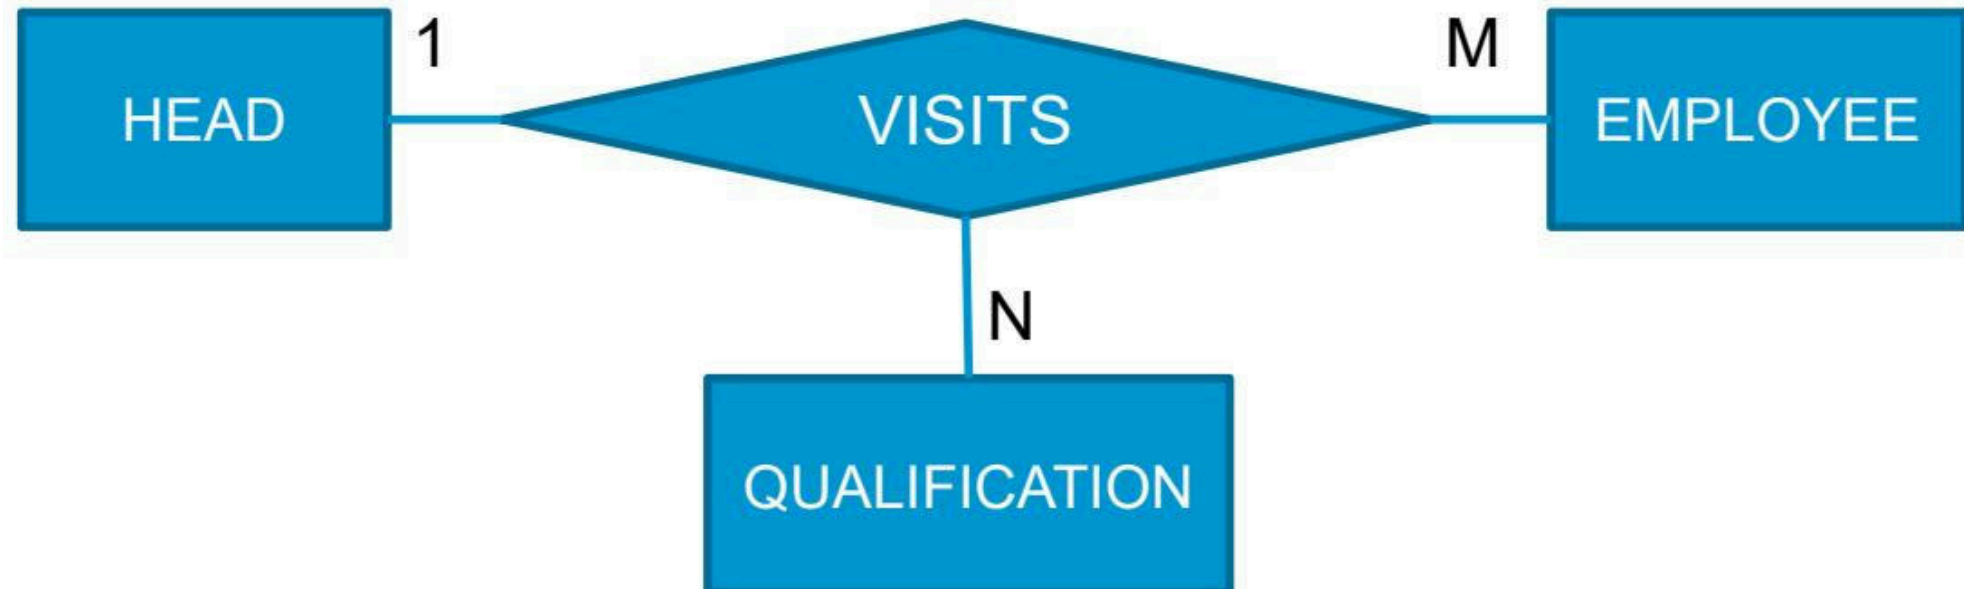 HEAD
1
VISITS
M
EMPLOYEE
N
QUALIFICATION